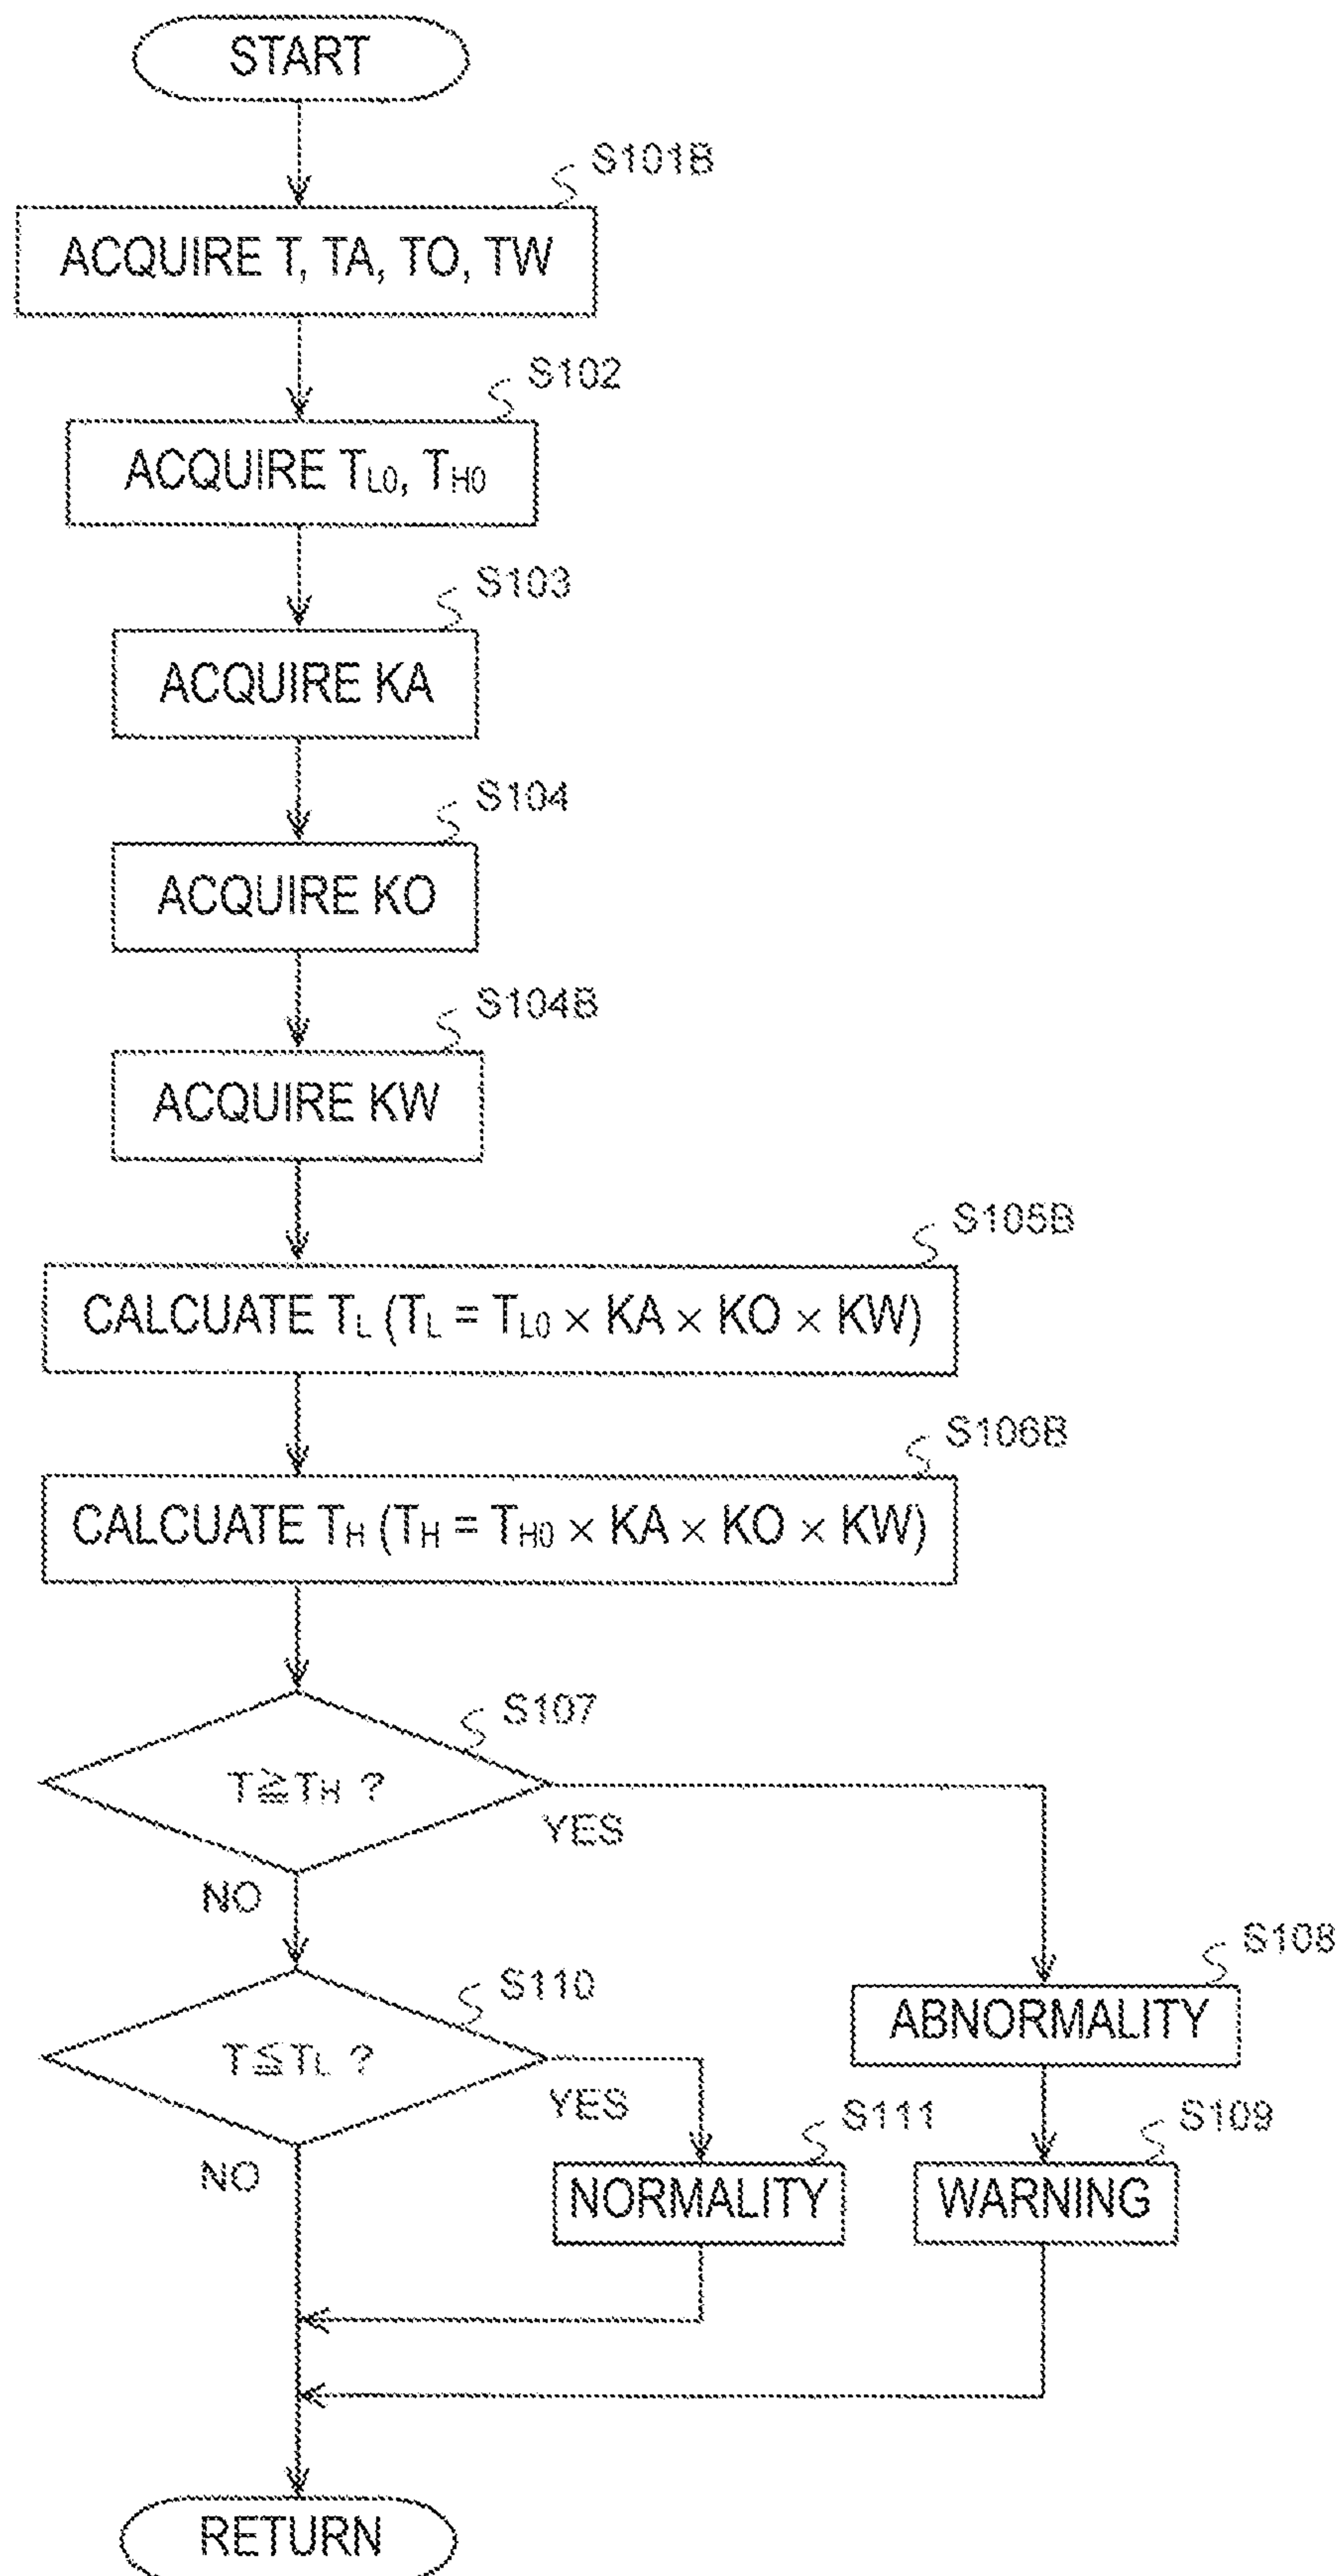 START
S101B
ACQUIRE T, TA, TO, TW
S102
ACQUIRE TL0, TH0
S103
ACQUIRE KA
S104
ACQUIRE KO
S104B
ACQUIRE KW
S105B
CALCUATE TL (TL = TL0 × KA × KO × KW)
S106B
CALCUATE TH (TH = TH0 × KA × KO × KW)
S107
T≧TH ?
YES
NO
S108
ABNORMALITY
S110
T≦TL ?
YES
NO
S111
NORMALITY
S109
WARNING
RETURN